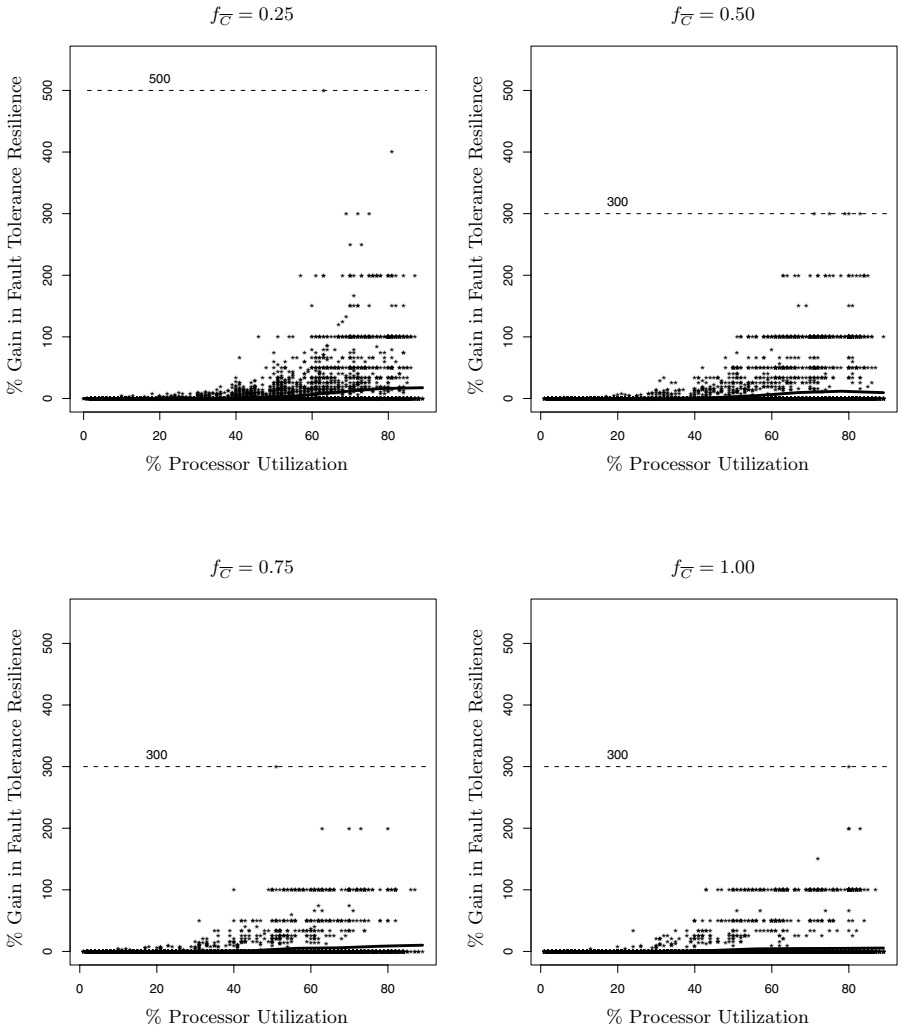 f_C̅ = 0.25
500
% Gain in Fault Tolerance Resilience
500
400
300
200
100
0
0 20 40 60 80
% Processor Utilization
f_C̅ = 0.50
300
% Gain in Fault Tolerance Resilience
500
400
300
200
100
0
0 20 40 60 80
% Processor Utilization
f_C̅ = 0.75
300
% Gain in Fault Tolerance Resilience
500
400
300
200
100
0
0 20 40 60 80
% Processor Utilization
f_C̅ = 1.00
300
% Gain in Fault Tolerance Resilience
500
400
300
200
100
0
0 20 40 60 80
% Processor Utilization